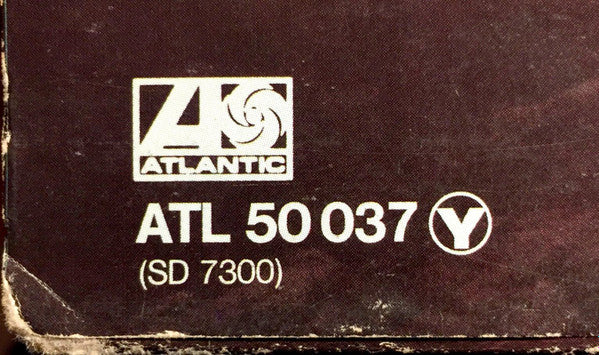 ATLANTIC
ATL 50 037 Y
(SD 7300)